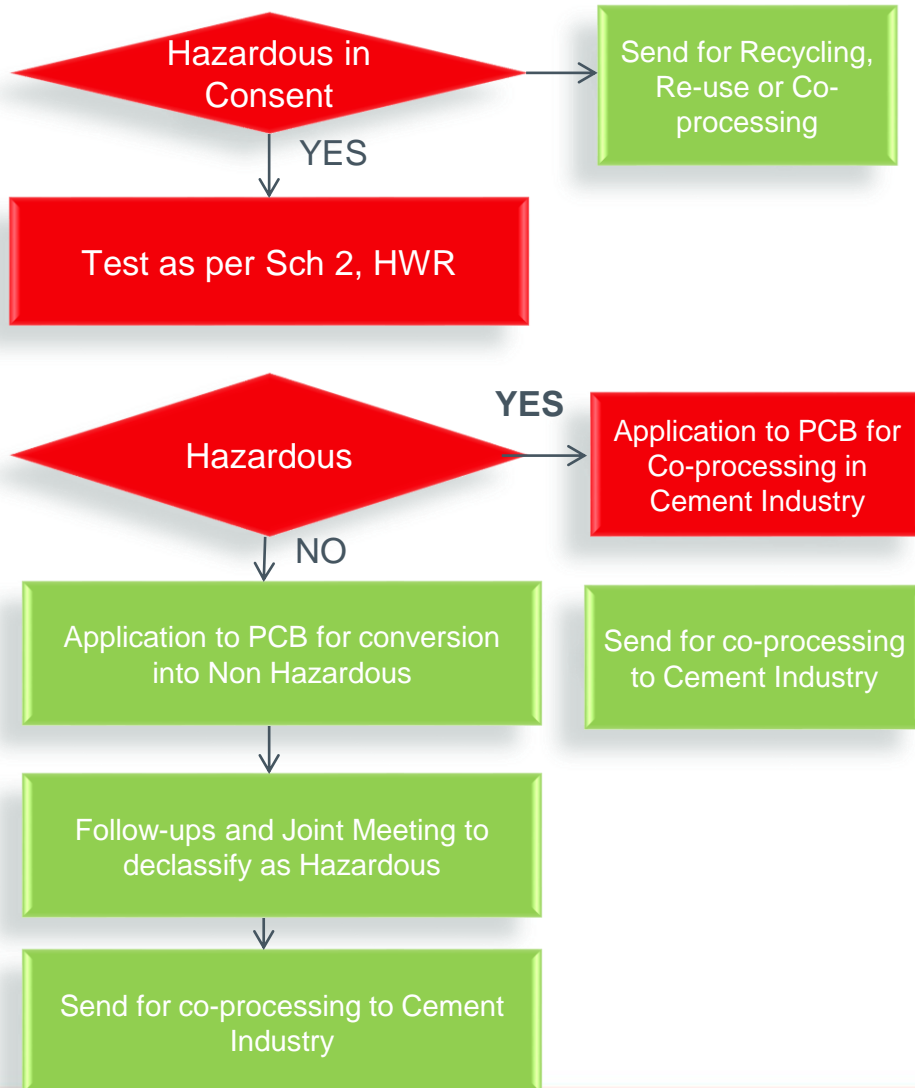 Hazardous in
Consent
Send for Recycling,
Re-use or Co-
processing
YES
Test as per Sch 2, HWR
Hazardous
YES
Application to PCB for
Co-processing in
Cement Industry
NO
Application to PCB for conversion
into Non Hazardous
Send for co-processing
to Cement Industry
Follow-ups and Joint Meeting to
declassify as Hazardous
Send for co-processing to Cement
Industry